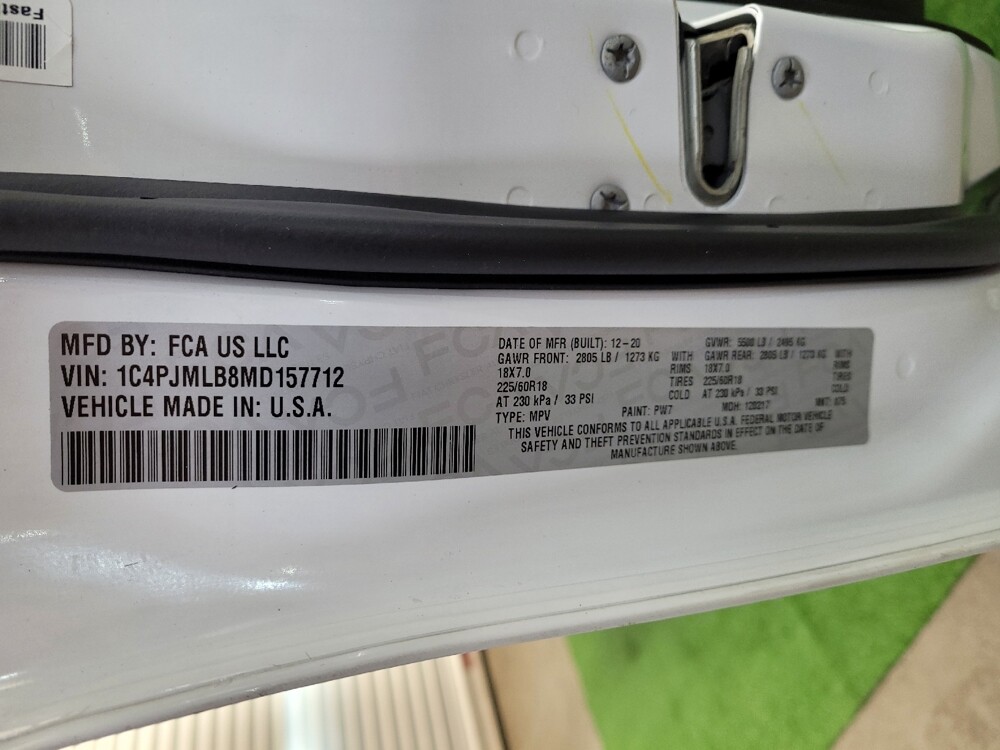 Fast
MFD BY: FCA US LLC
VIN: 1C4PJMLB8MD157712
VEHICLE MADE IN: U.S.A.
DATE OF MFR (BUILT): 12-20 GVWR: 5500 LB / 2495 KG
GAWR FRONT: 2805 LB / 1273 KG WITH GAWR REAR: 2805 LB / 1273 KG WITH
18X7.0 RIMS 18X7.0 RIMS
225/60R18 TIRES 225/60R18 TIRES
AT 230 kPa / 33 PSI COLD AT 230 kPa / 33 PSI COLD
TYPE: MPV PAINT: PW7 MDH: 120217
THIS VEHICLE CONFORMS TO ALL APPLICABLE U.S.A. FEDERAL MOTOR VEHICLE
SAFETY AND THEFT PREVENTION STANDARDS IN EFFECT ON THE DATE OF
MANUFACTURE SHOWN ABOVE.